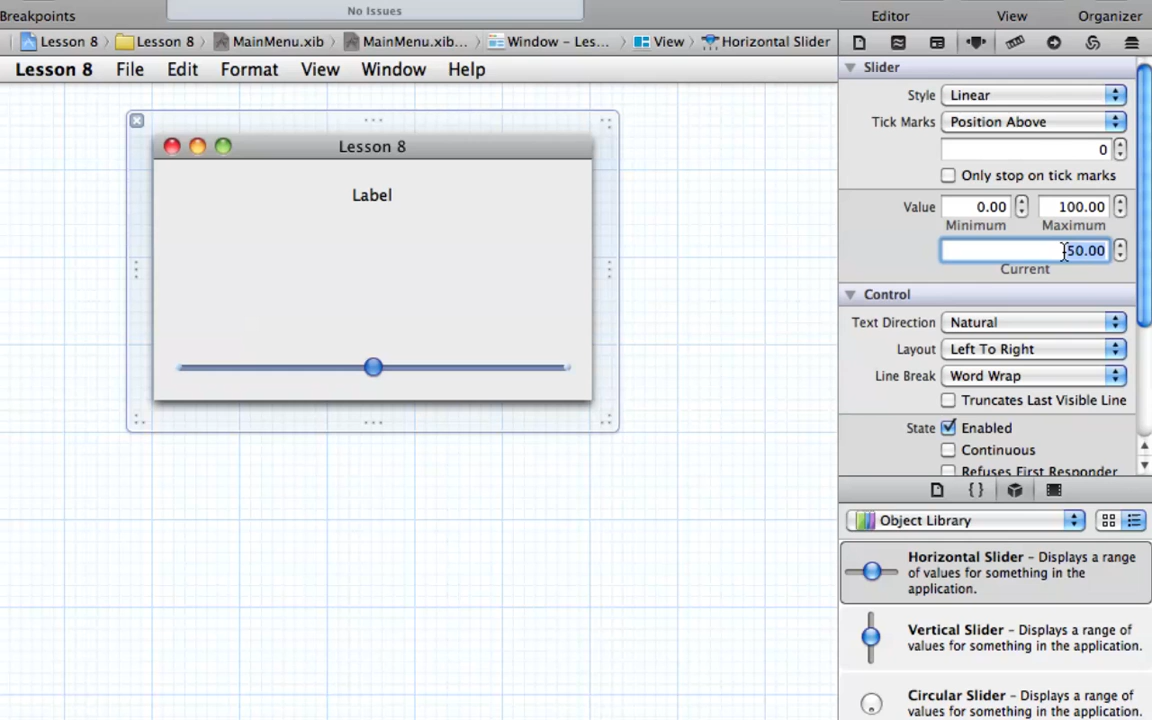 Breakpoints
No Issues
Editor View Organizer
Lesson 8 Lesson 8 MainMenu.xib MainMenu.xib... Window – Les... View Horizontal Slider
Lesson 8 File Edit Format View Window Help
Slider
Style Linear
Tick Marks Position Above
0
Only stop on tick marks
Value 0.00 100.00
Minimum Maximum
50.00
Current
Control
Text Direction Natural
Layout Left To Right
Line Break Word Wrap
Truncates Last Visible Line
State Enabled
Continuous
Refuses First Responder
Lesson 8
Label
{}
Object Library
Horizontal Slider – Displays a range
of values for something in the
application.
Vertical Slider – Displays a range of
values for something in the application.
Circular Slider – Displays a range of
values for something in the application.